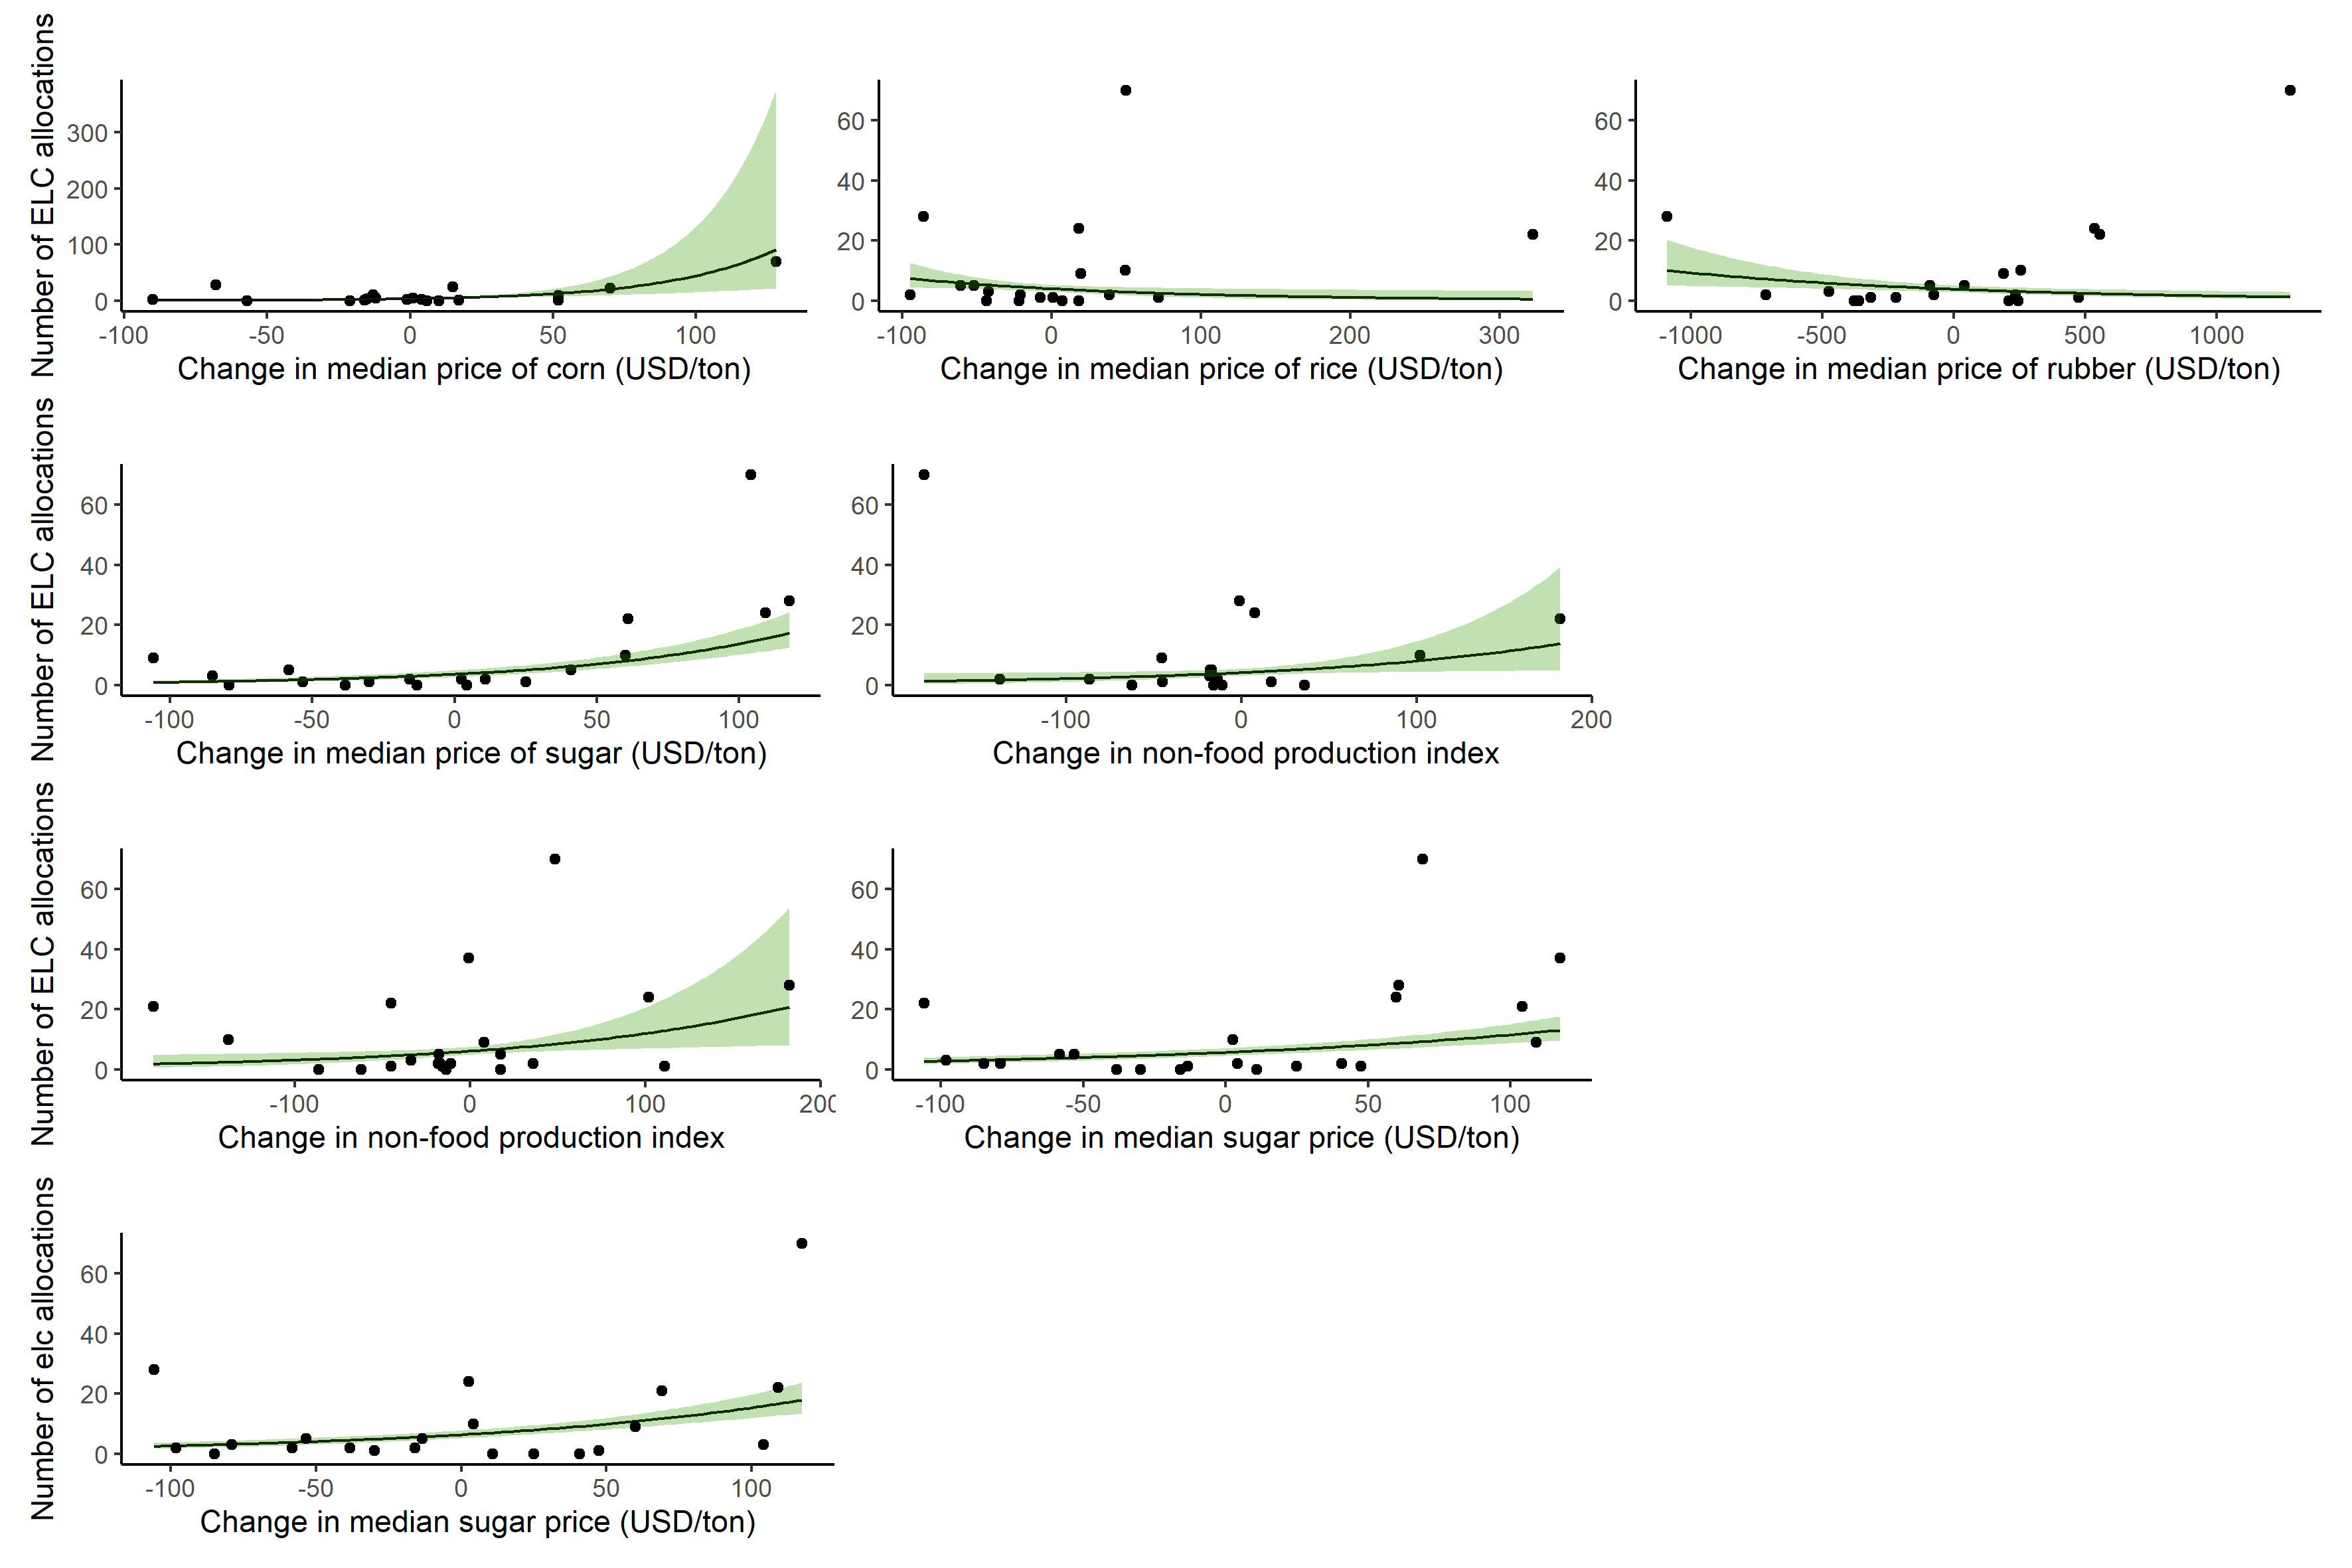 Number of ELC allocations
300
200
100
0
-100 -50 0 50 100
Change in median price of corn (USD/ton)
60
40
20
0
-100 0 100 200 300
Change in median price of rice (USD/ton)
60
40
20
0
-1000 -500 0 500 1000
Change in median price of rubber (USD/ton)
Number of ELC allocations
60
40
20
0
-100 -50 0 50 100
Change in median price of sugar (USD/ton)
60
40
20
0
-100 0 100 200
Change in non-food production index
Number of ELC allocations
60
40
20
0
-100 0 100 200
Change in non-food production index
60
40
20
0
-100 -50 0 50 100
Change in median sugar price (USD/ton)
Number of elc allocations
60
40
20
0
-100 -50 0 50 100
Change in median sugar price (USD/ton)